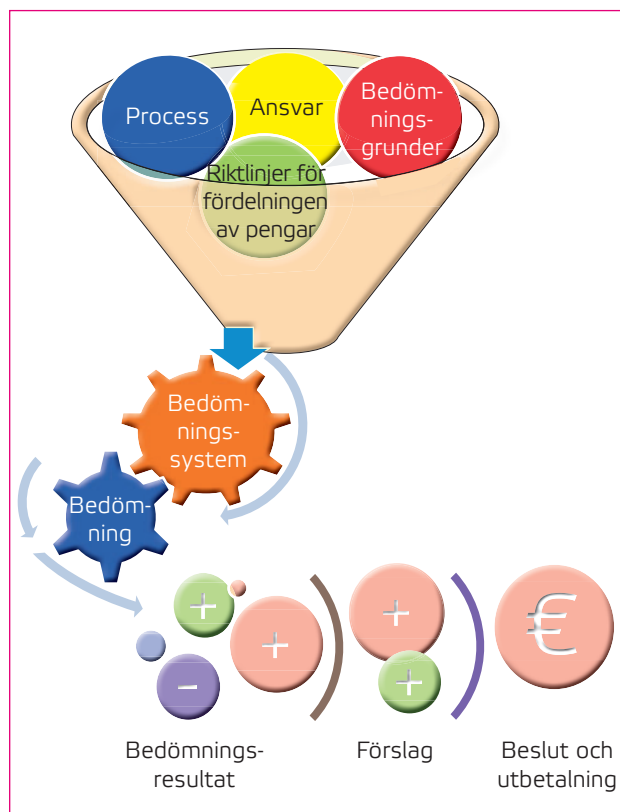 Process
Ansvar
Bedöm-
nings-
grunder
Riktlinjer för
fördelningen
av pengar
Bedöm-
nings-
system
Bedöm-
ning
+
+
-
+
+
€
Bedömnings-
resultat
Förslag
Beslut och
utbetalning